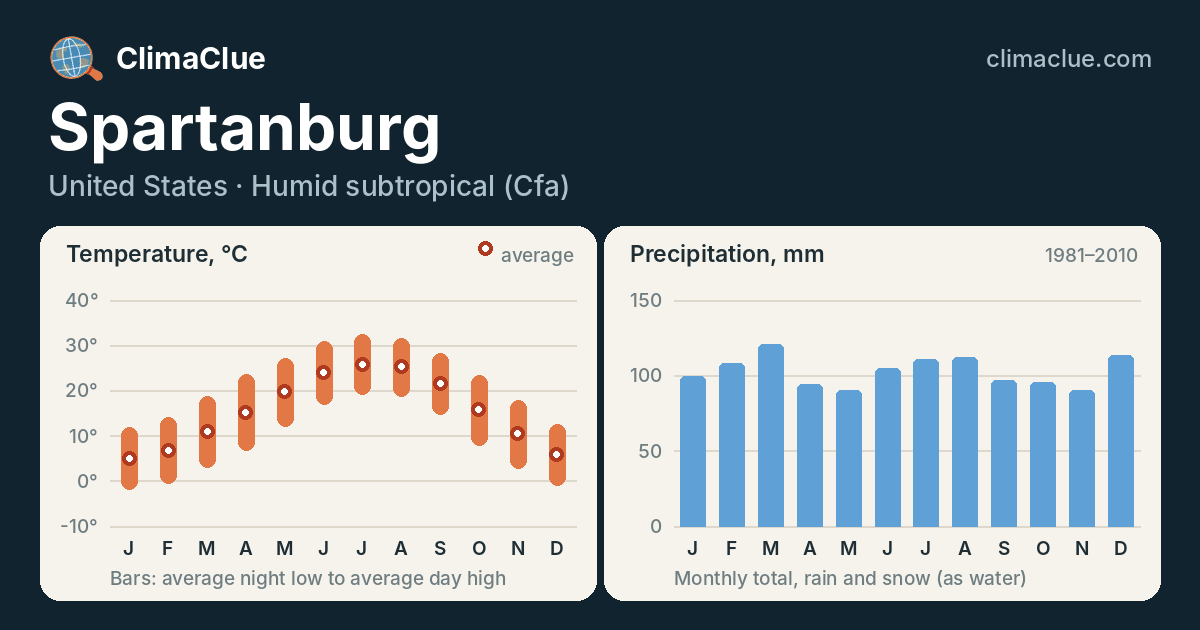 ClimaClue
climaclue.com
Spartanburg
United States · Humid subtropical (Cfa)
Temperature, °C
average
40°
30°
20°
10°
0°
-10°
J F M A M J J A S O N D
Bars: average night low to average day high
Precipitation, mm
1981–2010
150
100
50
0
J F M A M J J A S O N D
Monthly total, rain and snow (as water)